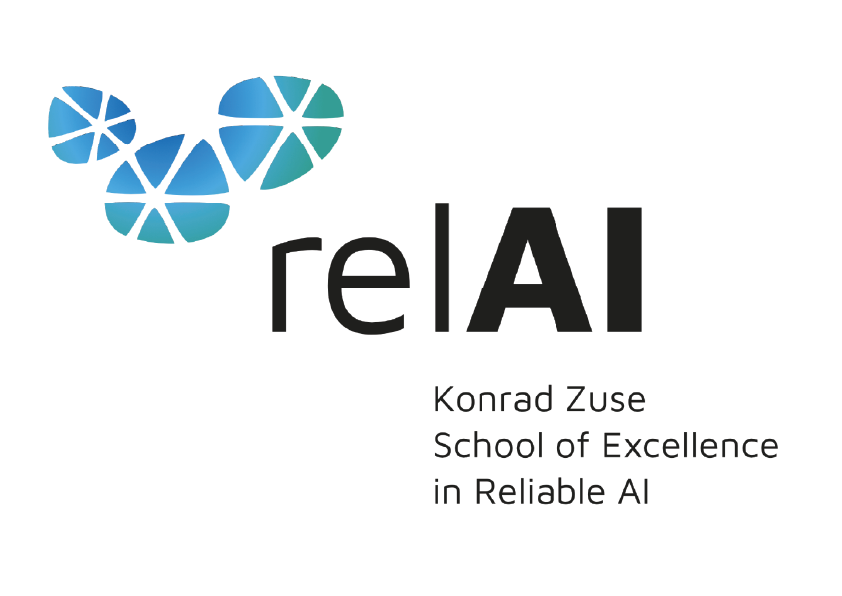 relAI
Konrad Zuse
School of Excellence
in Reliable AI